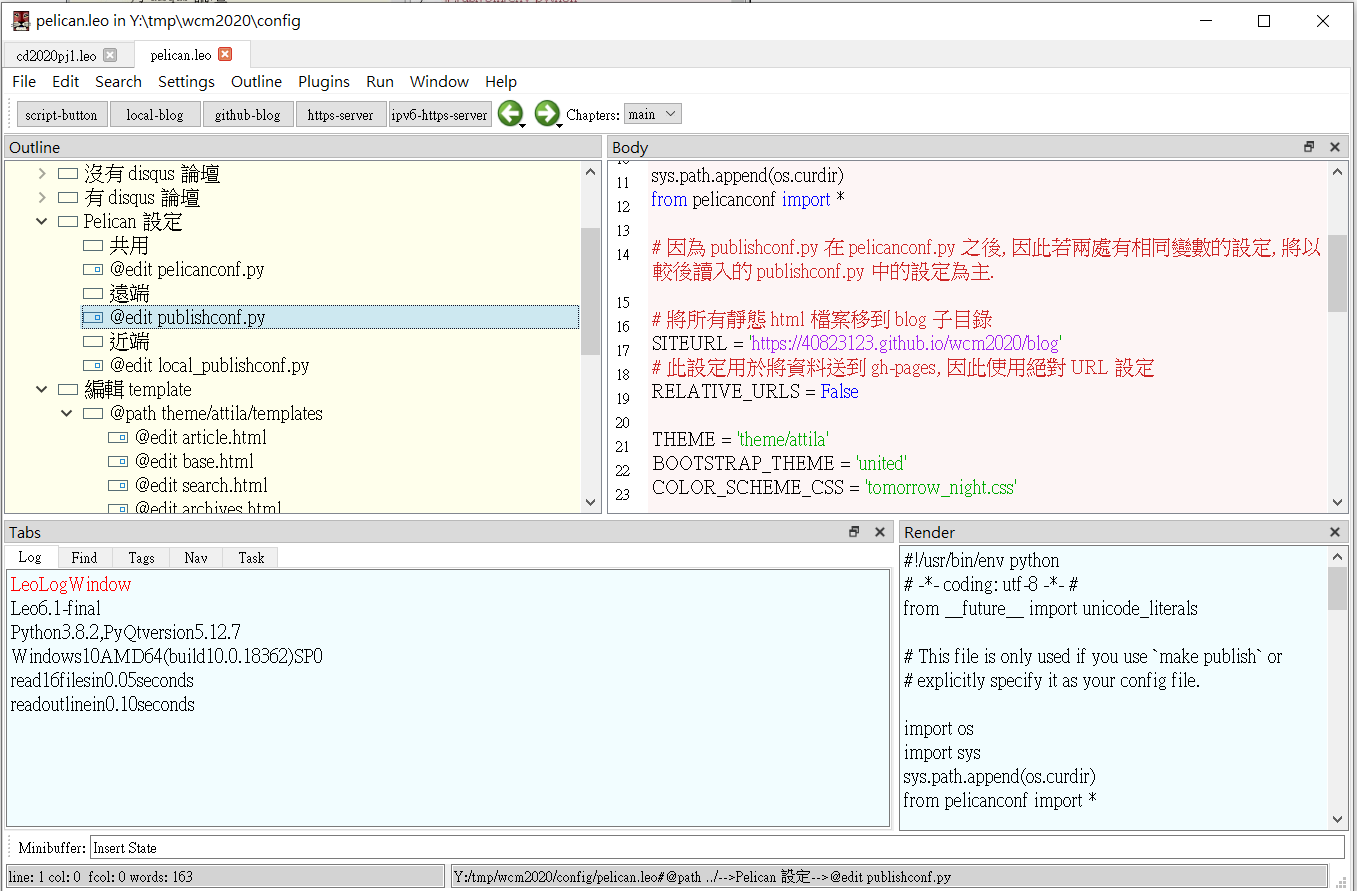 pelican.leo in Y:\tmp\wcm2020\config
cd2020pj1.leo
pelican.leo
File Edit Search Settings Outline Plugins Run Window Help
script-button local-blog github-blog https-server ipv6-https-server Chapters: main
Outline
沒有 disqus 論壇
有 disqus 論壇
Pelican 設定
共用
@edit pelicanconf.py
遠端
@edit publishconf.py
近端
@edit local_publishconf.py
編輯 template
@path theme/attila/templates
@edit article.html
@edit base.html
@edit search.html
@edit archives.html
Body
11 sys.path.append(os.curdir)
12 from pelicanconf import *
13
14 # 因為 publishconf.py 在 pelicanconf.py 之後, 因此若兩處有相同變數的設定, 將以
較後讀入的 publishconf.py 中的設定為主.
15
16 # 將所有靜態 html 檔案移到 blog 子目錄
17 SITEURL = 'https://40823123.github.io/wcm2020/blog'
18 # 此設定用於將資料送到 gh-pages, 因此使用絕對 URL 設定
19 RELATIVE_URLS = False
20
21 THEME = 'theme/attila'
22 BOOTSTRAP_THEME = 'united'
23 COLOR_SCHEME_CSS = 'tomorrow_night.css'
Tabs
Log Find Tags Nav Task
LeoLogWindow
Leo6.1-final
Python3.8.2,PyQtversion5.12.7
Windows10AMD64(build10.0.18362)SP0
read16filesin0.05seconds
readoutlinein0.10seconds
Render
#!/usr/bin/env python
# -*- coding: utf-8 -*- #
from __future__ import unicode_literals
# This file is only used if you use `make publish` or
# explicitly specify it as your config file.
import os
import sys
sys.path.append(os.curdir)
from pelicanconf import *
Minibuffer: Insert State
line: 1 col: 0 fcol: 0 words: 163
Y:/tmp/wcm2020/config/pelican.leo#@path ../-->Pelican 設定-->@edit publishconf.py